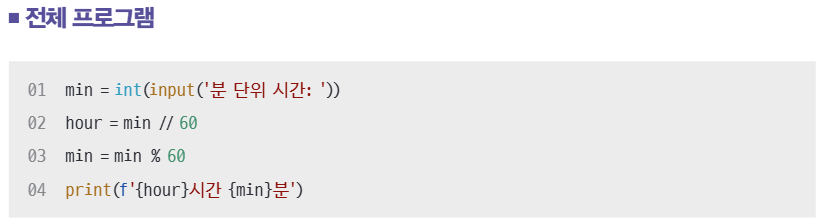 ■ 전체 프로그램
01 min = int(input('분 단위 시간: '))
02 hour = min // 60
03 min = min % 60
04 print(f'{hour}시간 {min}분')